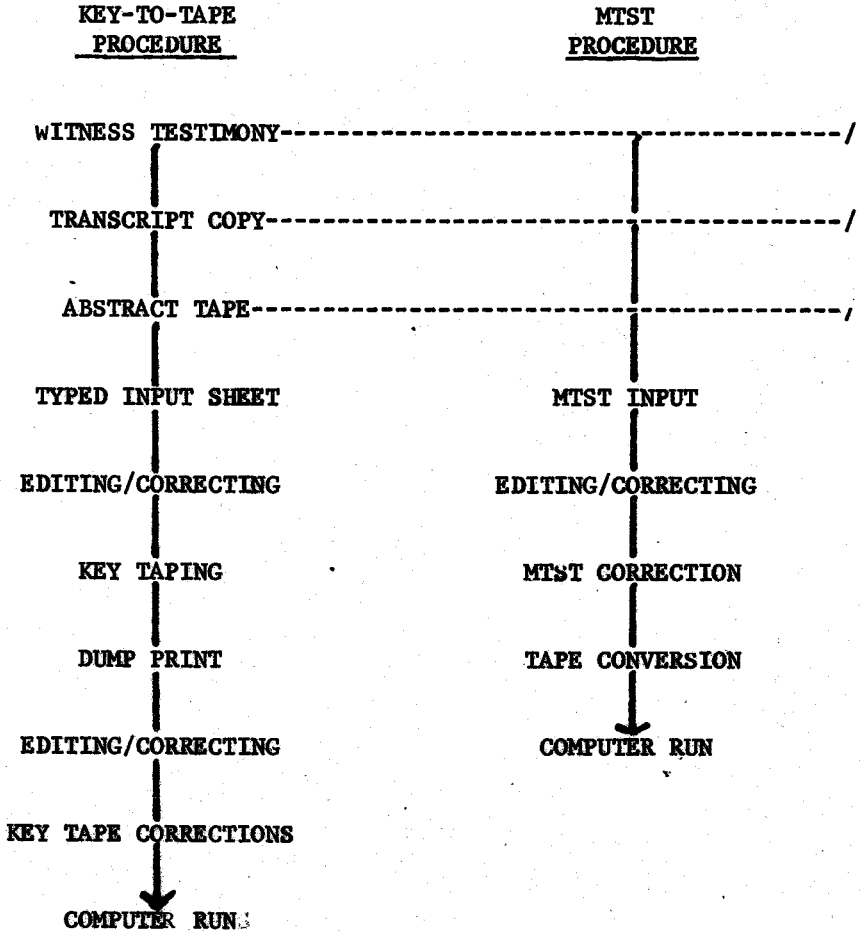 KEY-TO-TAPE MTST
PROCEDURE PROCEDURE
WITNESS TESTIMONY------------------------------------------/
TRANSCRIPT COPY-------------------------------------------/
ABSTRACT TAPE--------------------------------------------/
TYPED INPUT SHEET MTST INPUT
EDITING/CORRECTING EDITING/CORRECTING
KEY TAPING MTST CORRECTION
DUMP PRINT TAPE CONVERSION
EDITING/CORRECTING COMPUTER RUN
KEY TAPE CORRECTIONS
COMPUTER RUN